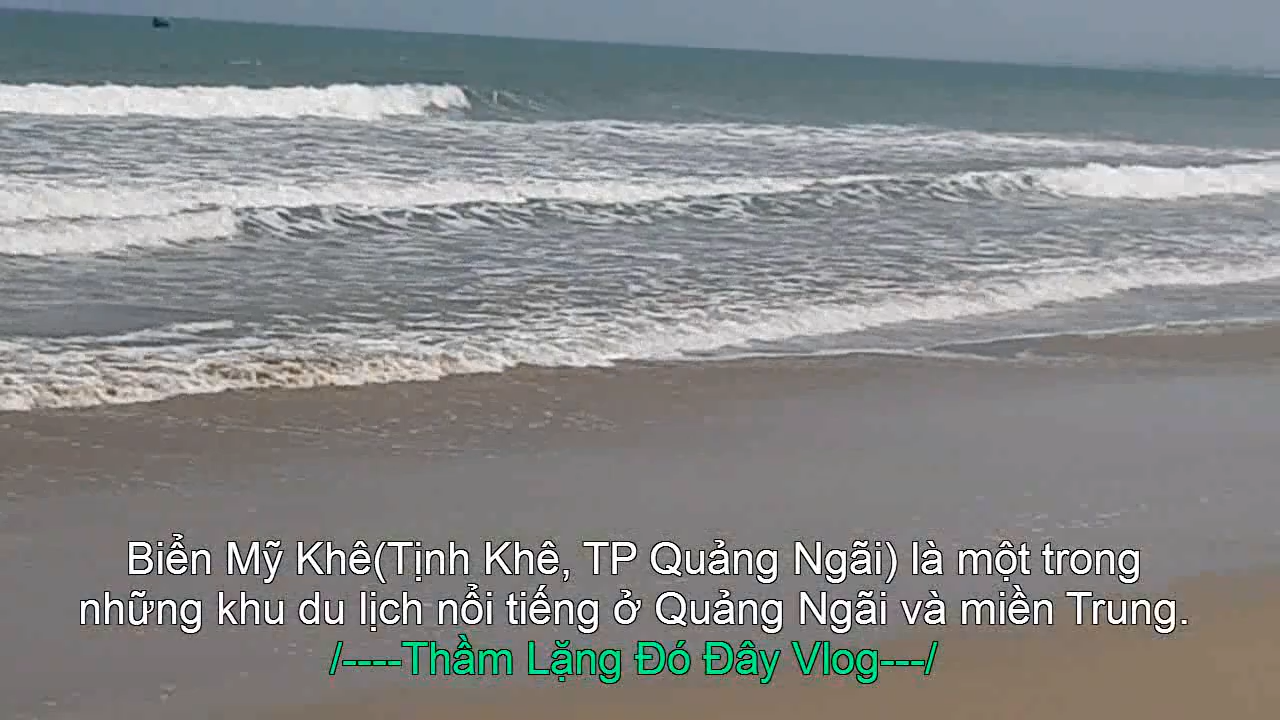 Biển Mỹ Khê(Tịnh Khê, TP Quảng Ngãi) là một trong
những khu du lịch nổi tiếng ở Quảng Ngãi và miền Trung.
/----Thầm Lặng Đó Đây Vlog---/